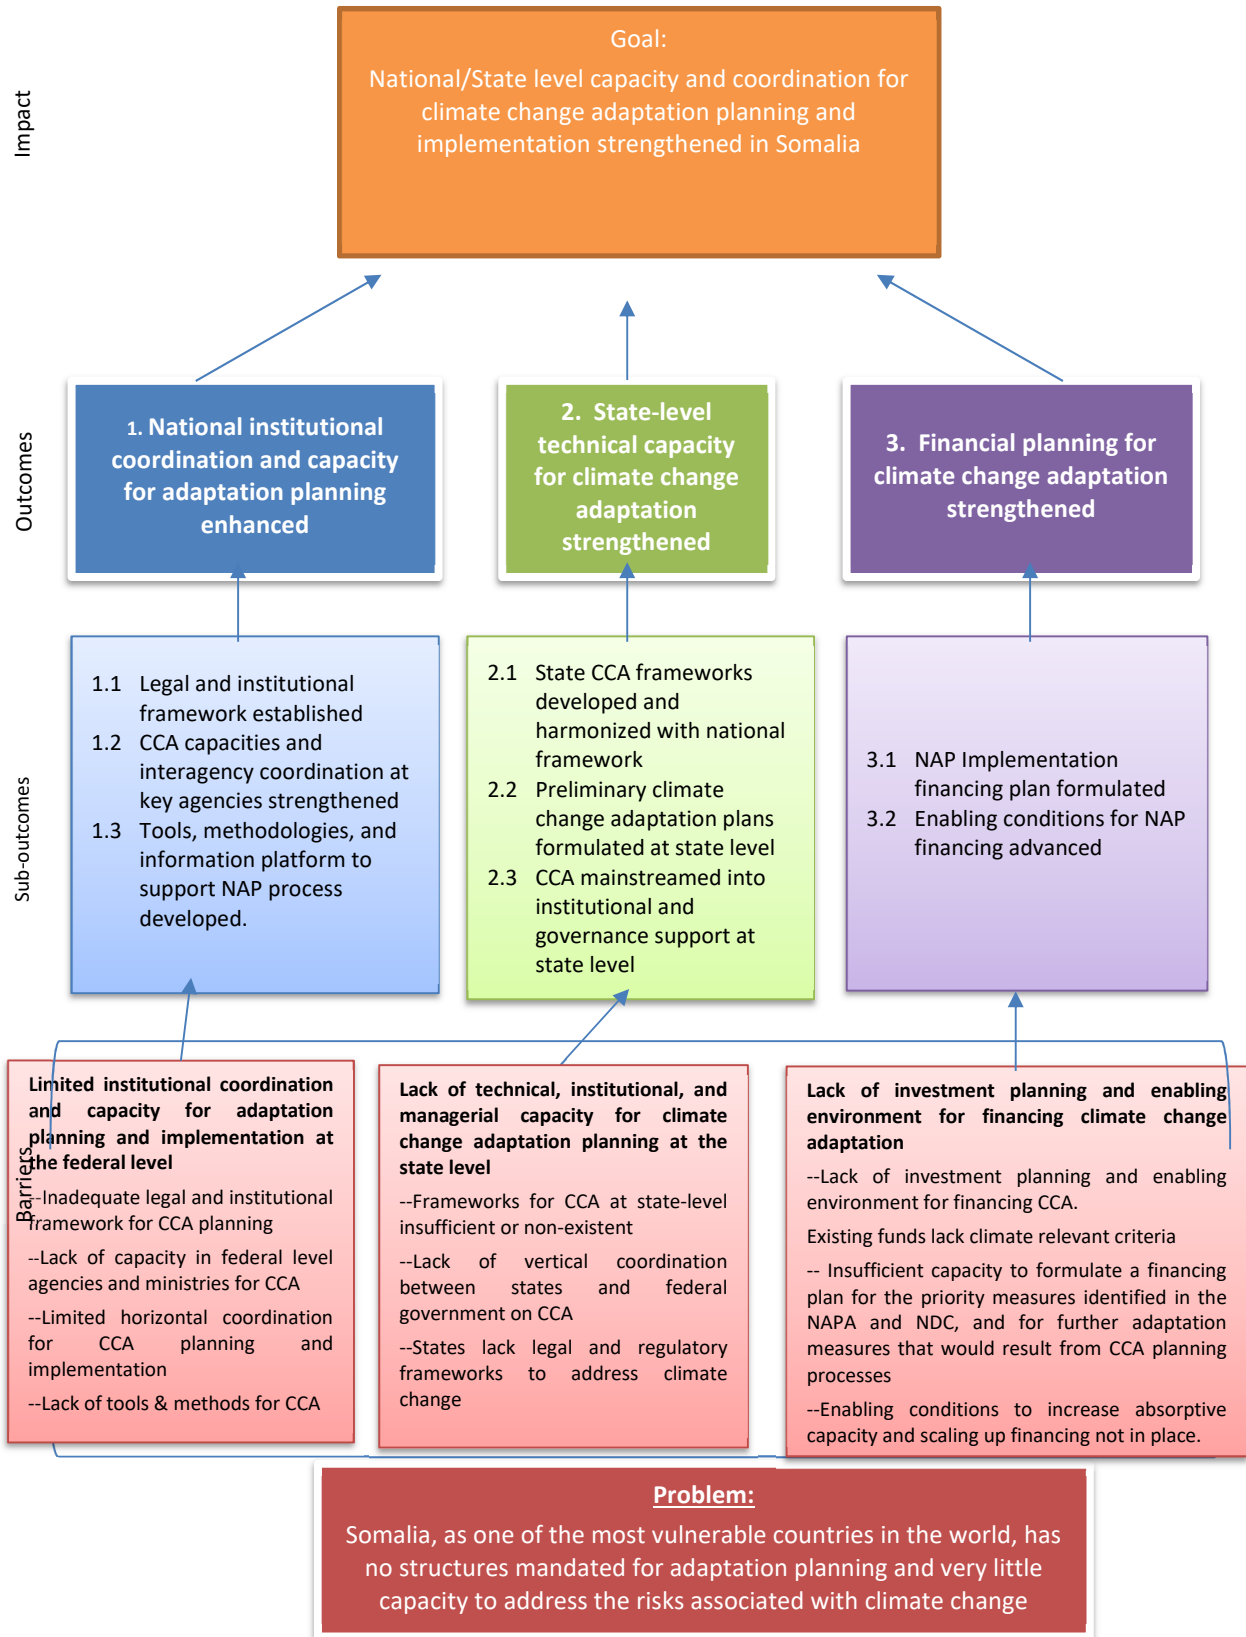 Impact
Goal:
National/State level capacity and coordination for
climate change adaptation planning and
implementation strengthened in Somalia
Outcomes
1. National institutional
coordination and capacity
for adaptation planning
enhanced
2. State-level
technical capacity
for climate change
adaptation
strengthened
3. Financial planning for
climate change adaptation
strengthened
Sub-outcomes
1.1 Legal and institutional
framework established
1.2 CCA capacities and
interagency coordination at
key agencies strengthened
1.3 Tools, methodologies, and
information platform to
support NAP process
developed.
2.1 State CCA frameworks
developed and
harmonized with national
framework
2.2 Preliminary climate
change adaptation plans
formulated at state level
2.3 CCA mainstreamed into
institutional and
governance support at
state level
3.1 NAP Implementation
financing plan formulated
3.2 Enabling conditions for NAP
financing advanced
Barriers
Limited institutional coordination
and capacity for adaptation
planning and implementation at
the federal level
--Inadequate legal and institutional
framework for CCA planning
--Lack of capacity in federal level
agencies and ministries for CCA
--Limited horizontal coordination
for CCA planning and
implementation
--Lack of tools & methods for CCA
Lack of technical, institutional, and
managerial capacity for climate
change adaptation planning at the
state level
--Frameworks for CCA at state-level
insufficient or non-existent
--Lack of vertical coordination
between states and federal
government on CCA
--States lack legal and regulatory
frameworks to address climate
change
Lack of investment planning and enabling
environment for financing climate change
adaptation
--Lack of investment planning and enabling
environment for financing CCA.
Existing funds lack climate relevant criteria
-- Insufficient capacity to formulate a financing
plan for the priority measures identified in the
NAPA and NDC, and for further adaptation
measures that would result from CCA planning
processes
--Enabling conditions to increase absorptive
capacity and scaling up financing not in place.
Problem:
Somalia, as one of the most vulnerable countries in the world, has
no structures mandated for adaptation planning and very little
capacity to address the risks associated with climate change